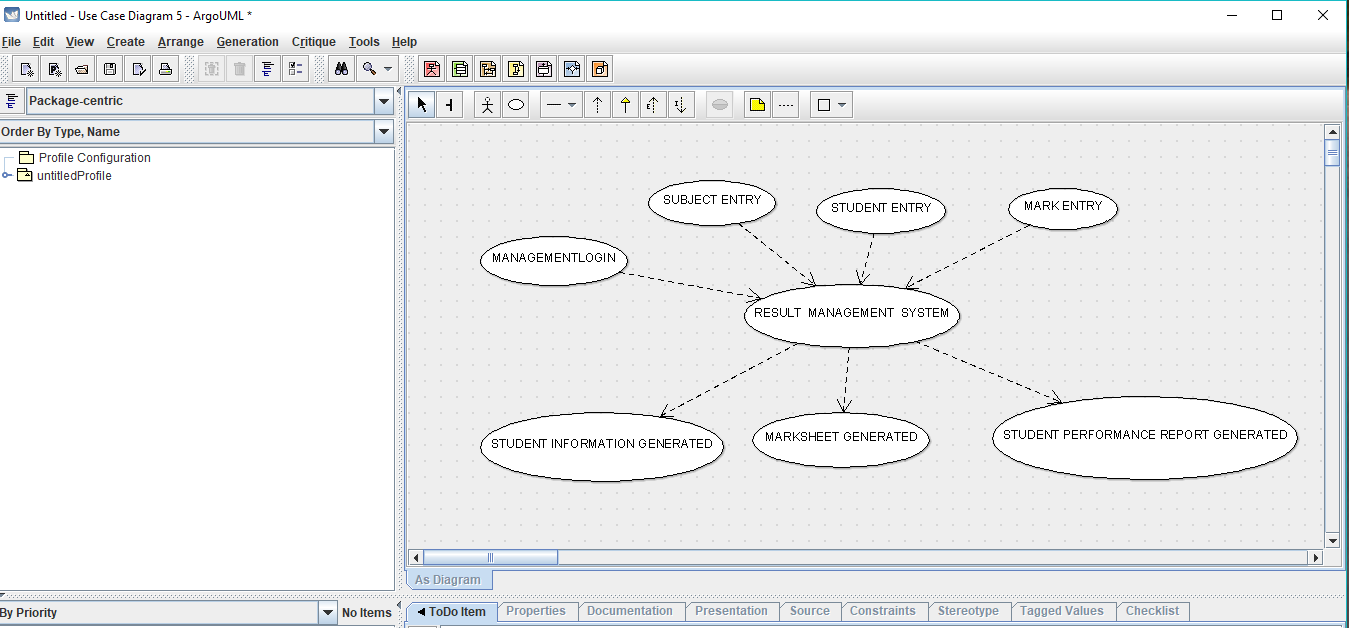 Untitled - Use Case Diagram 5 - ArgoUML *
File Edit View Create Arrange Generation Critique Tools Help
Package-centric
Order By Type, Name
Profile Configuration
untitledProfile
SUBJECT ENTRY
STUDENT ENTRY
MARK ENTRY
MANAGEMENTLOGIN
RESULT MANAGEMENT SYSTEM
STUDENT INFORMATION GENERATED
MARKSHEET GENERATED
STUDENT PERFORMANCE REPORT GENERATED
As Diagram
By Priority
No Items
ToDo Item Properties Documentation Presentation Source Constraints Stereotype Tagged Values Checklist